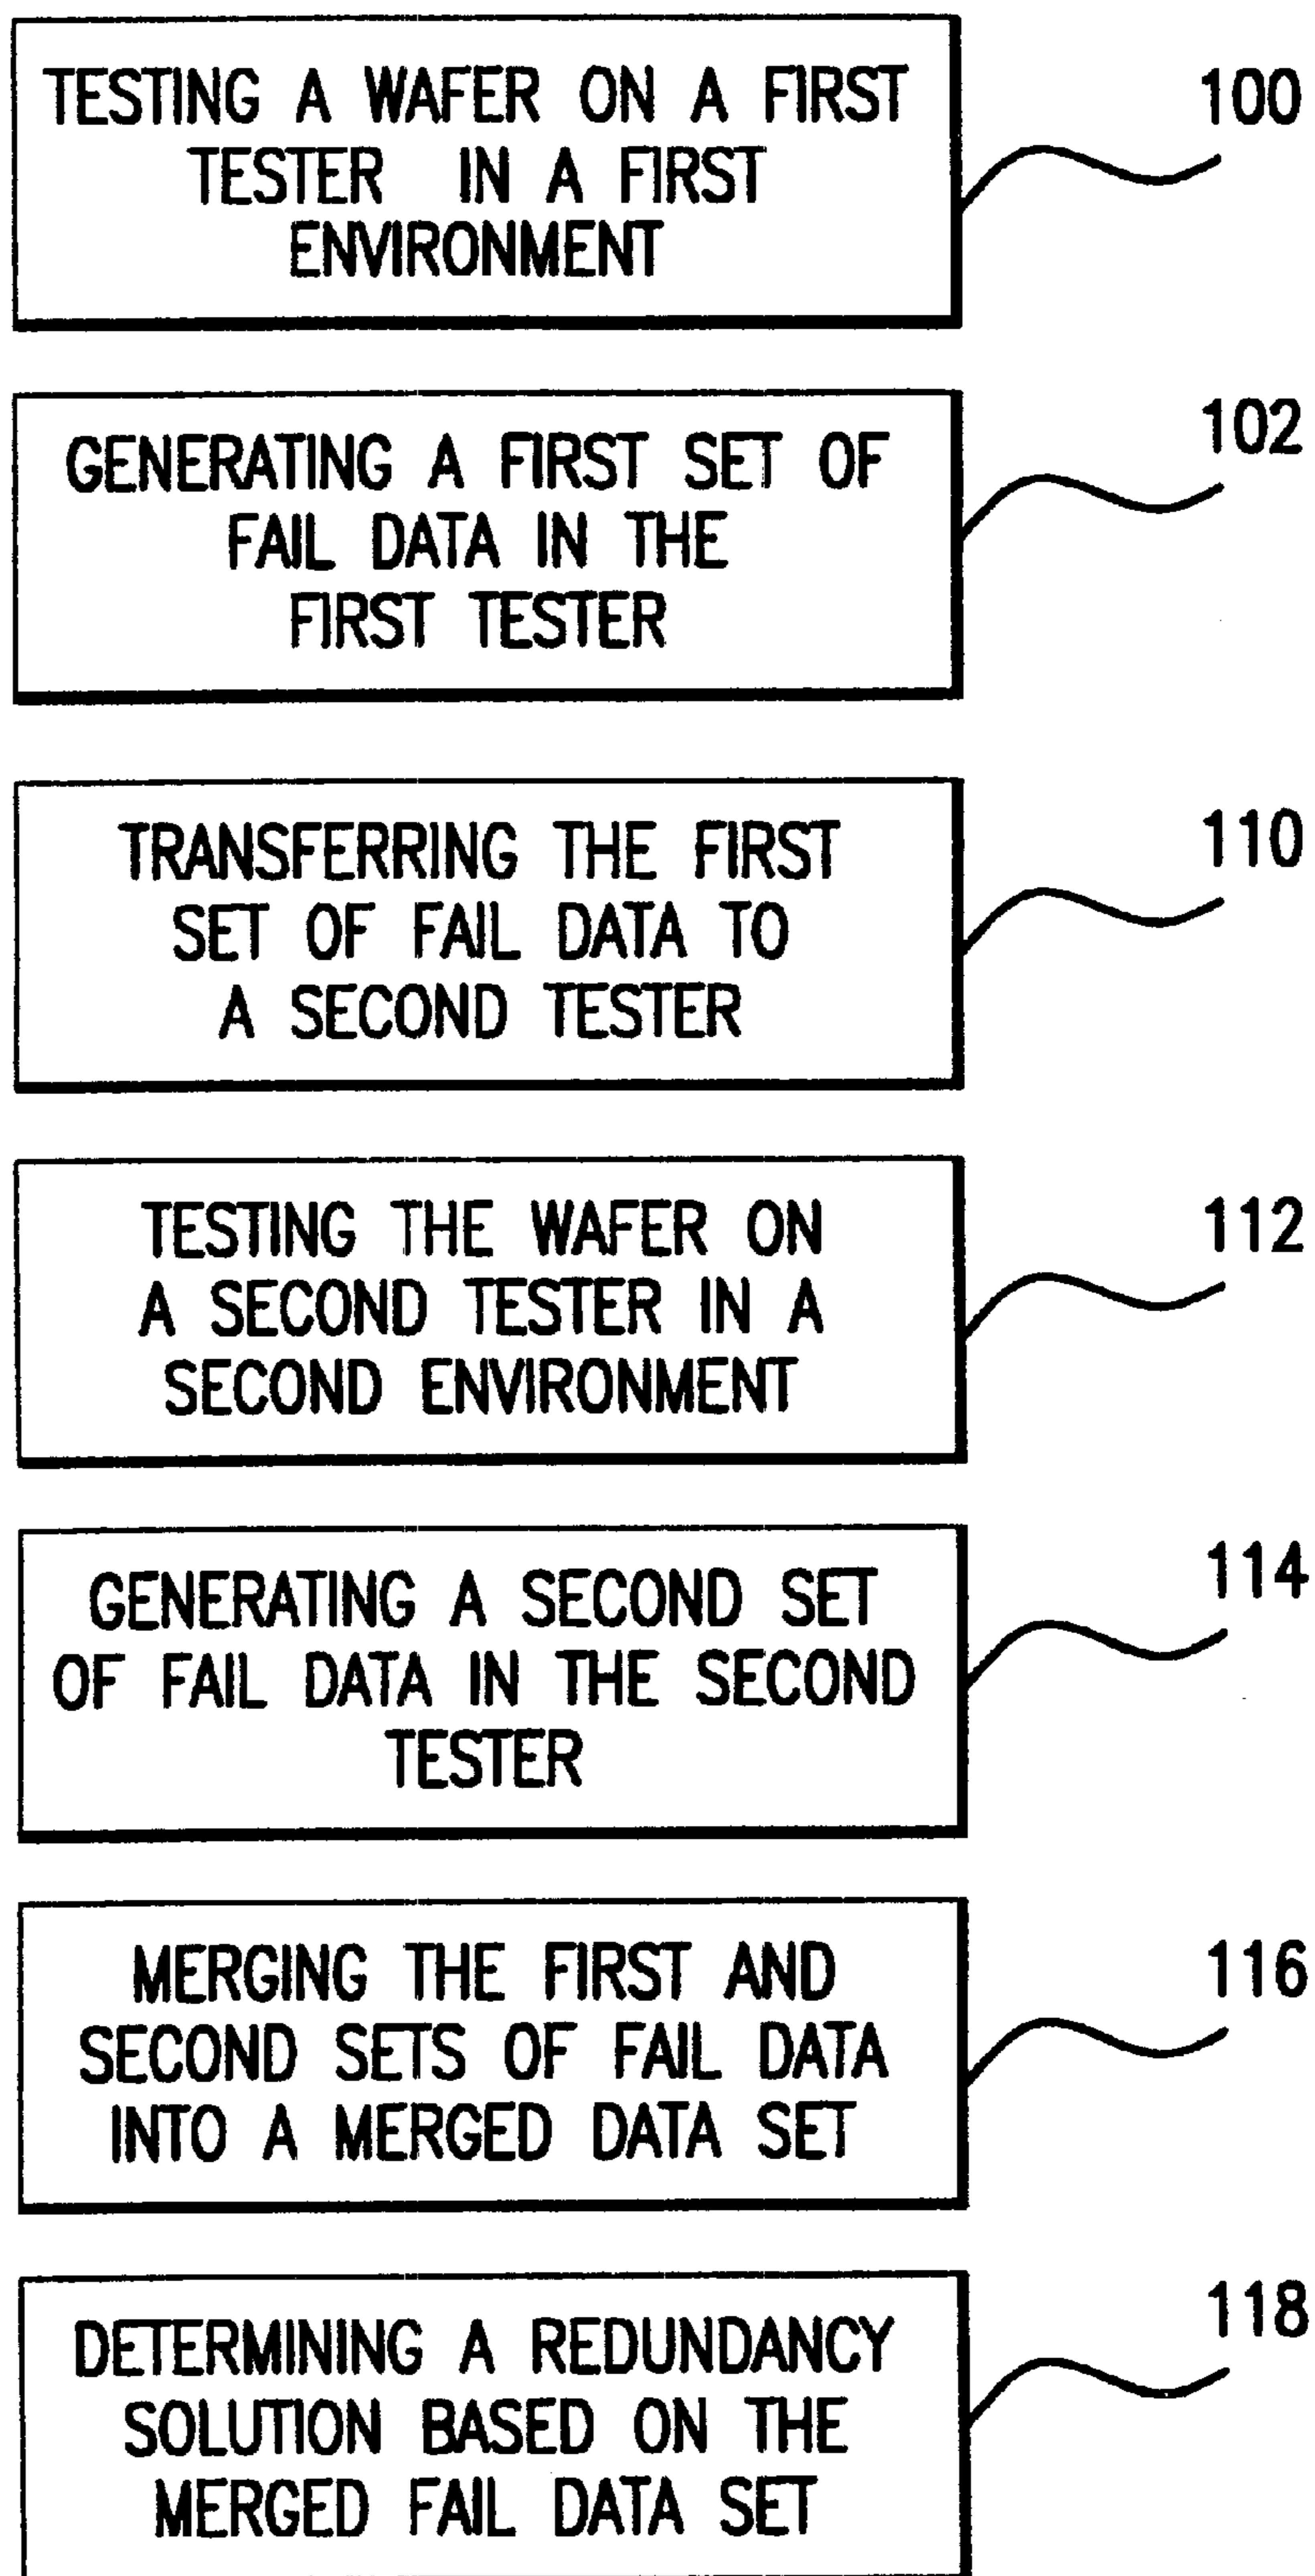 TESTING A WAFER ON A FIRST
TESTER IN A FIRST
ENVIRONMENT
100
GENERATING A FIRST SET OF
FAIL DATA IN THE
FIRST TESTER
102
TRANSFERRING THE FIRST
SET OF FAIL DATA TO
A SECOND TESTER
110
TESTING THE WAFER ON
A SECOND TESTER IN A
SECOND ENVIRONMENT
112
GENERATING A SECOND SET
OF FAIL DATA IN THE SECOND
TESTER
114
MERGING THE FIRST AND
SECOND SETS OF FAIL DATA
INTO A MERGED DATA SET
116
DETERMINING A REDUNDANCY
SOLUTION BASED ON THE
MERGED FAIL DATA SET
118